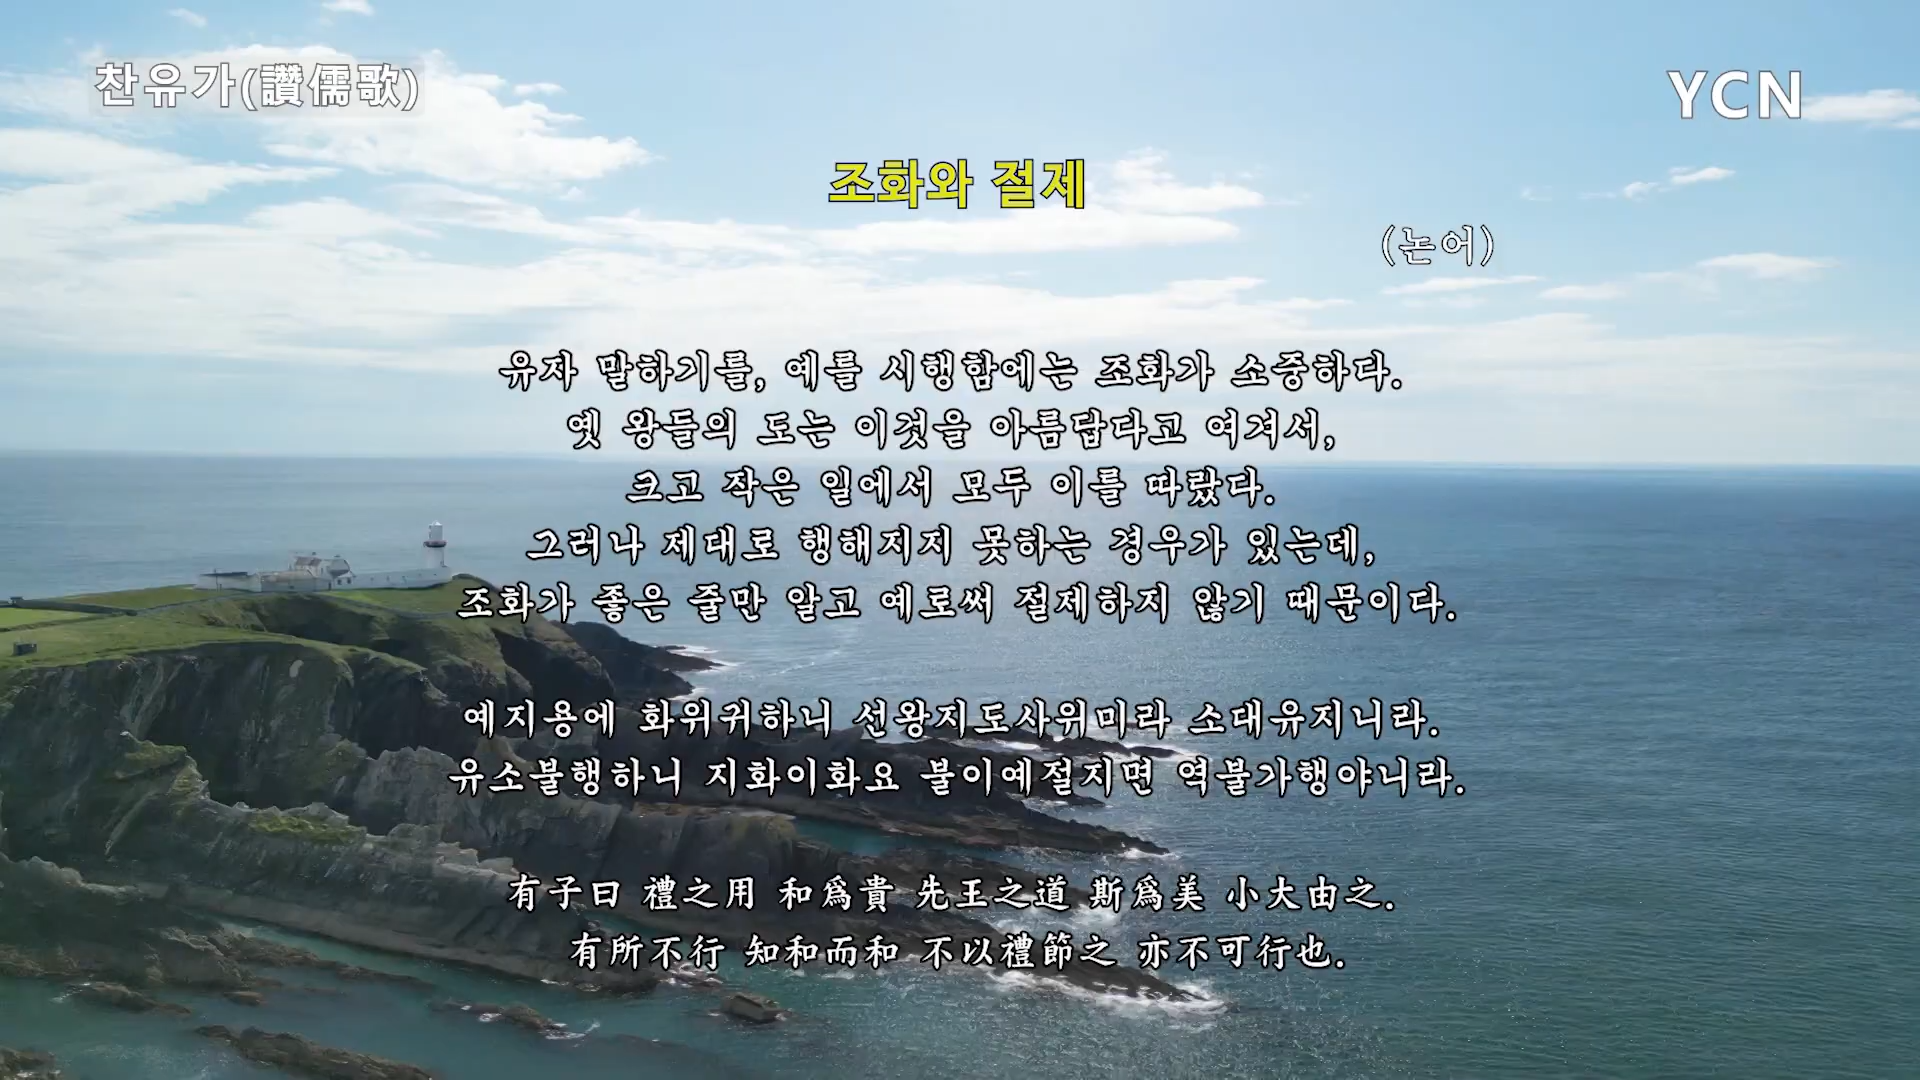 찬유가(讚儒歌)
YCN
조화와 절제
(논어)
유자 말하기를, 예를 시행함에는 조화가 소중하다.
옛 왕들의 도는 이것을 아름답다고 여겨서,
크고 작은 일에서 모두 이를 따랐다.
그러나 제대로 행해지지 못하는 경우가 있는데,
조화가 좋은 줄만 알고 예로써 절제하지 않기 때문이다.
예지용에 화위귀하니 선왕지도사위미라 소대유지니라.
유소불행하니 지화이화요 불이예절지면 역불가행야니라.
有子曰 禮之用 和爲貴 先王之道 斯爲美 小大由之.
有所不行 知和而和 不以禮節之 亦不可行也.